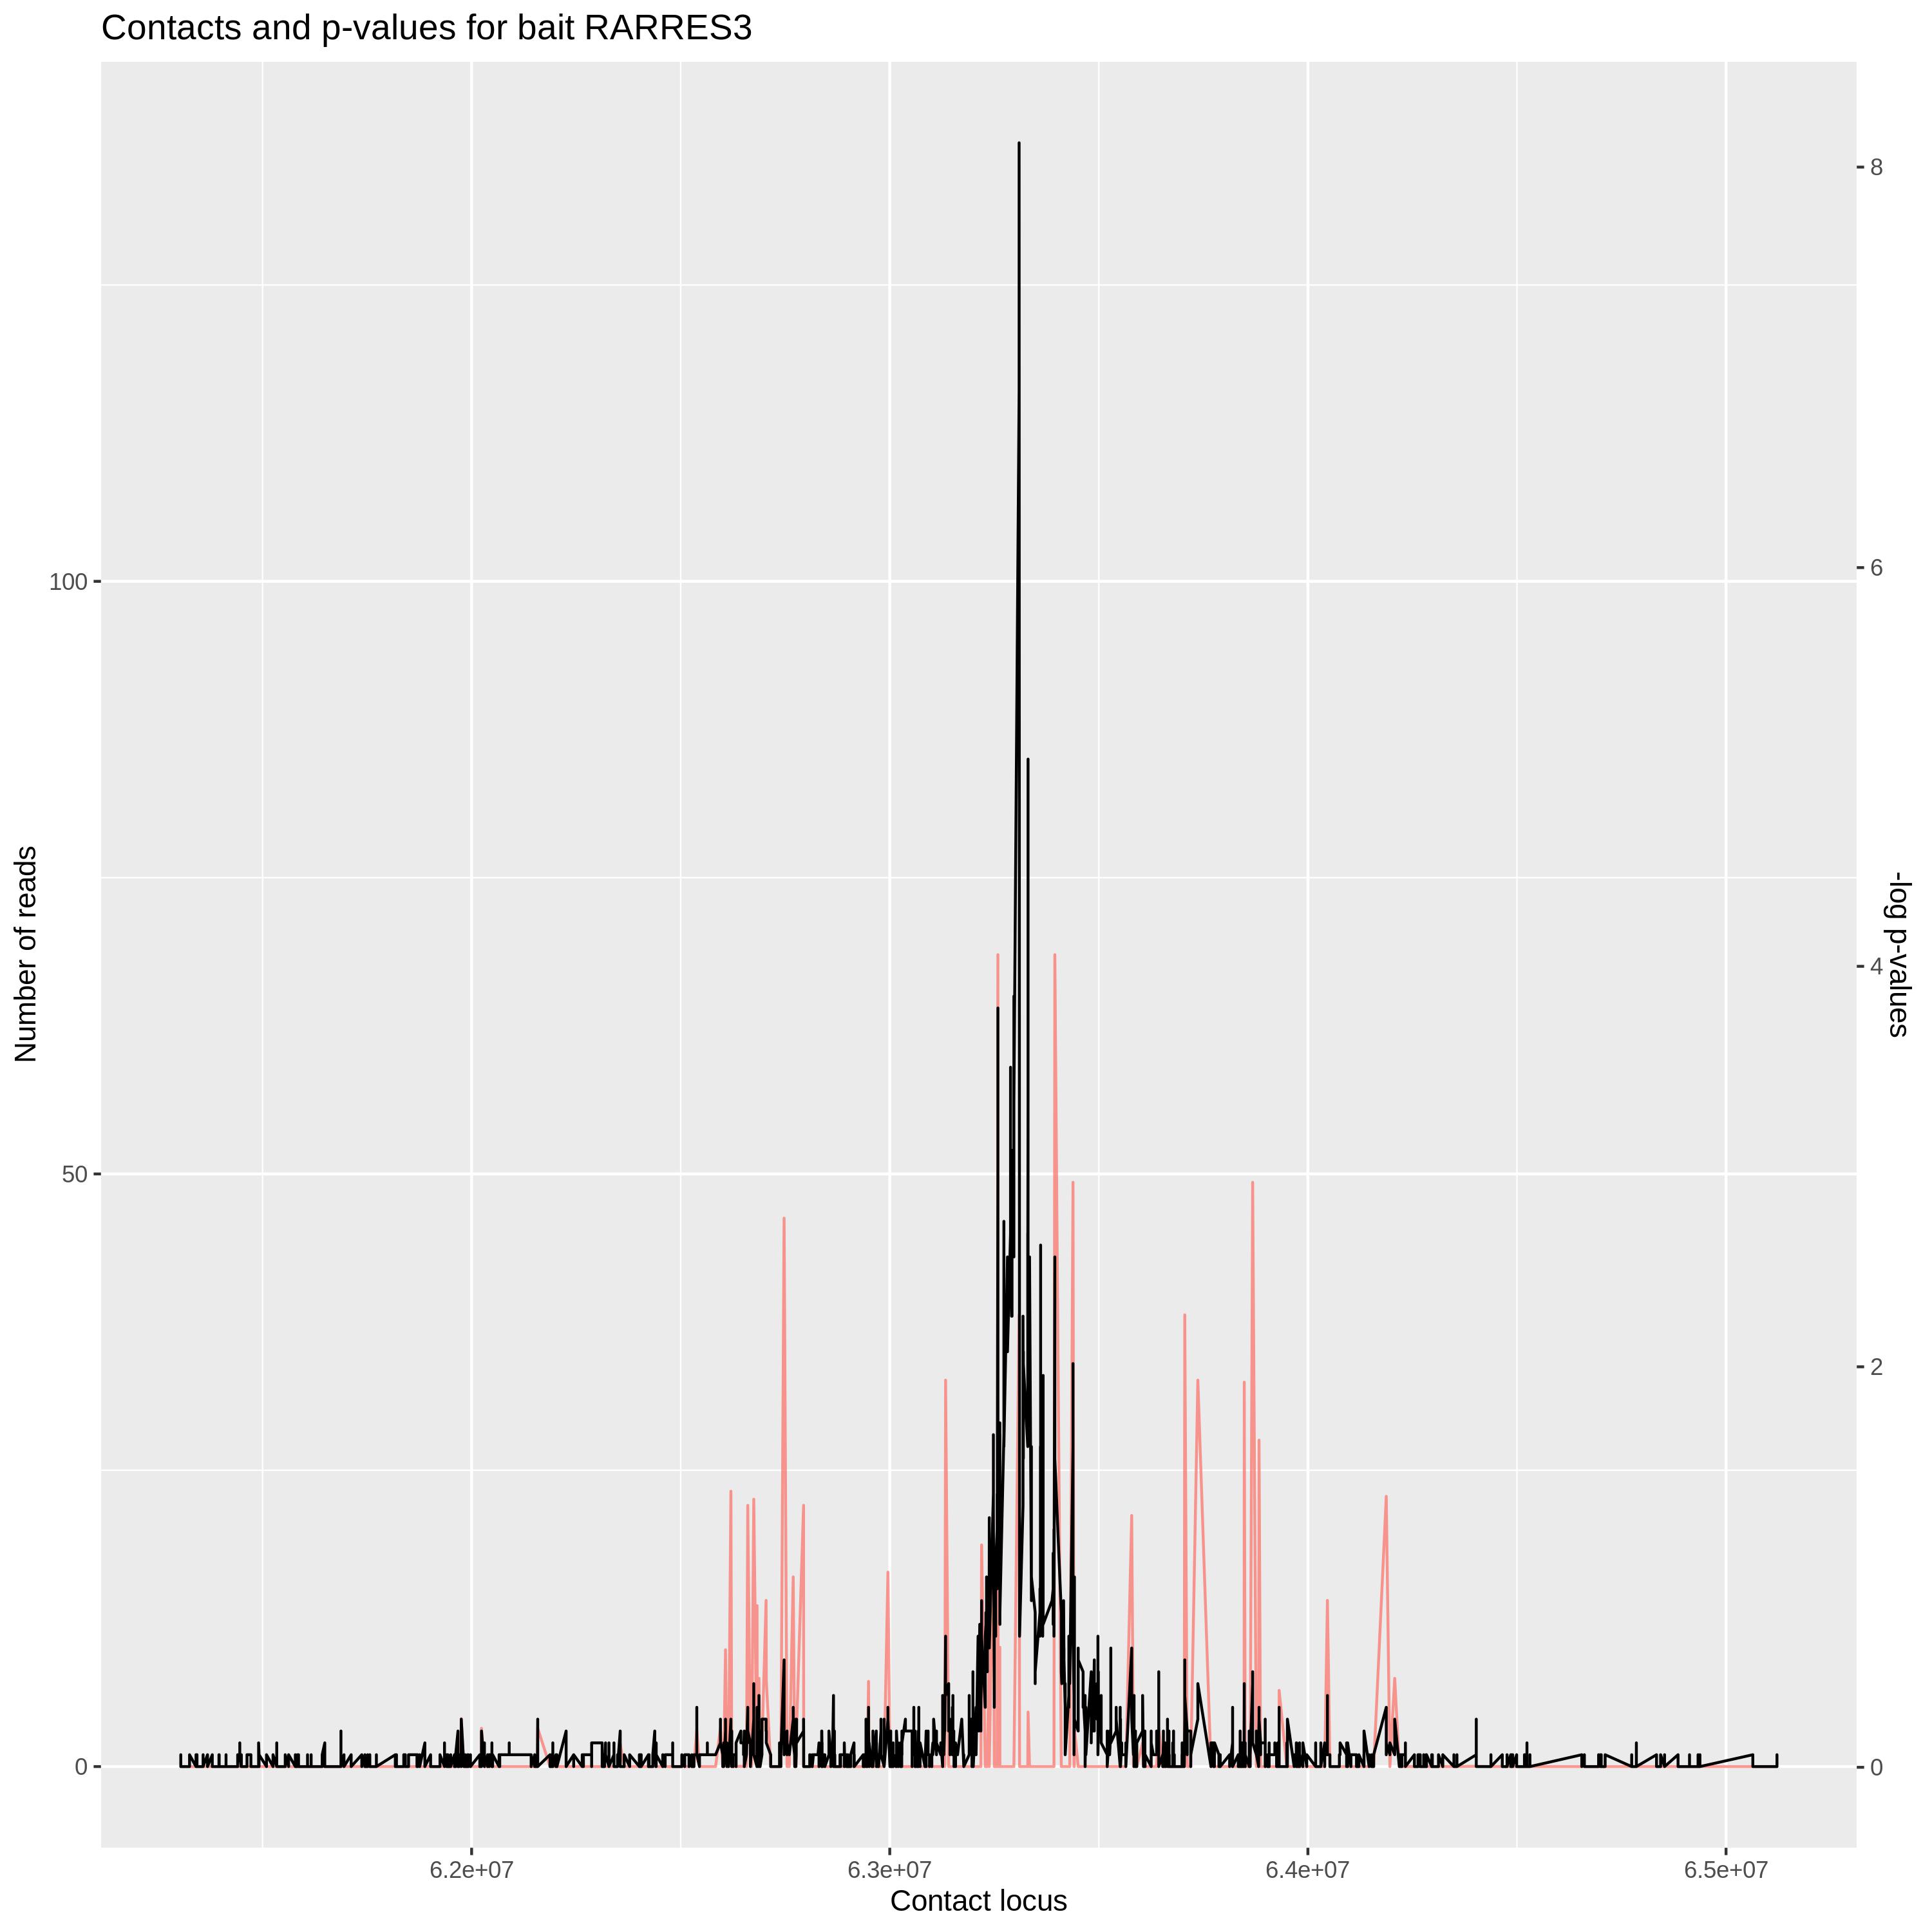 Contacts and p-values for bait RARRES3
Number of reads
100
50
0
8
6
4
2
0
-log p-values
6.2e+07 6.3e+07 6.4e+07 6.5e+07
Contact locus